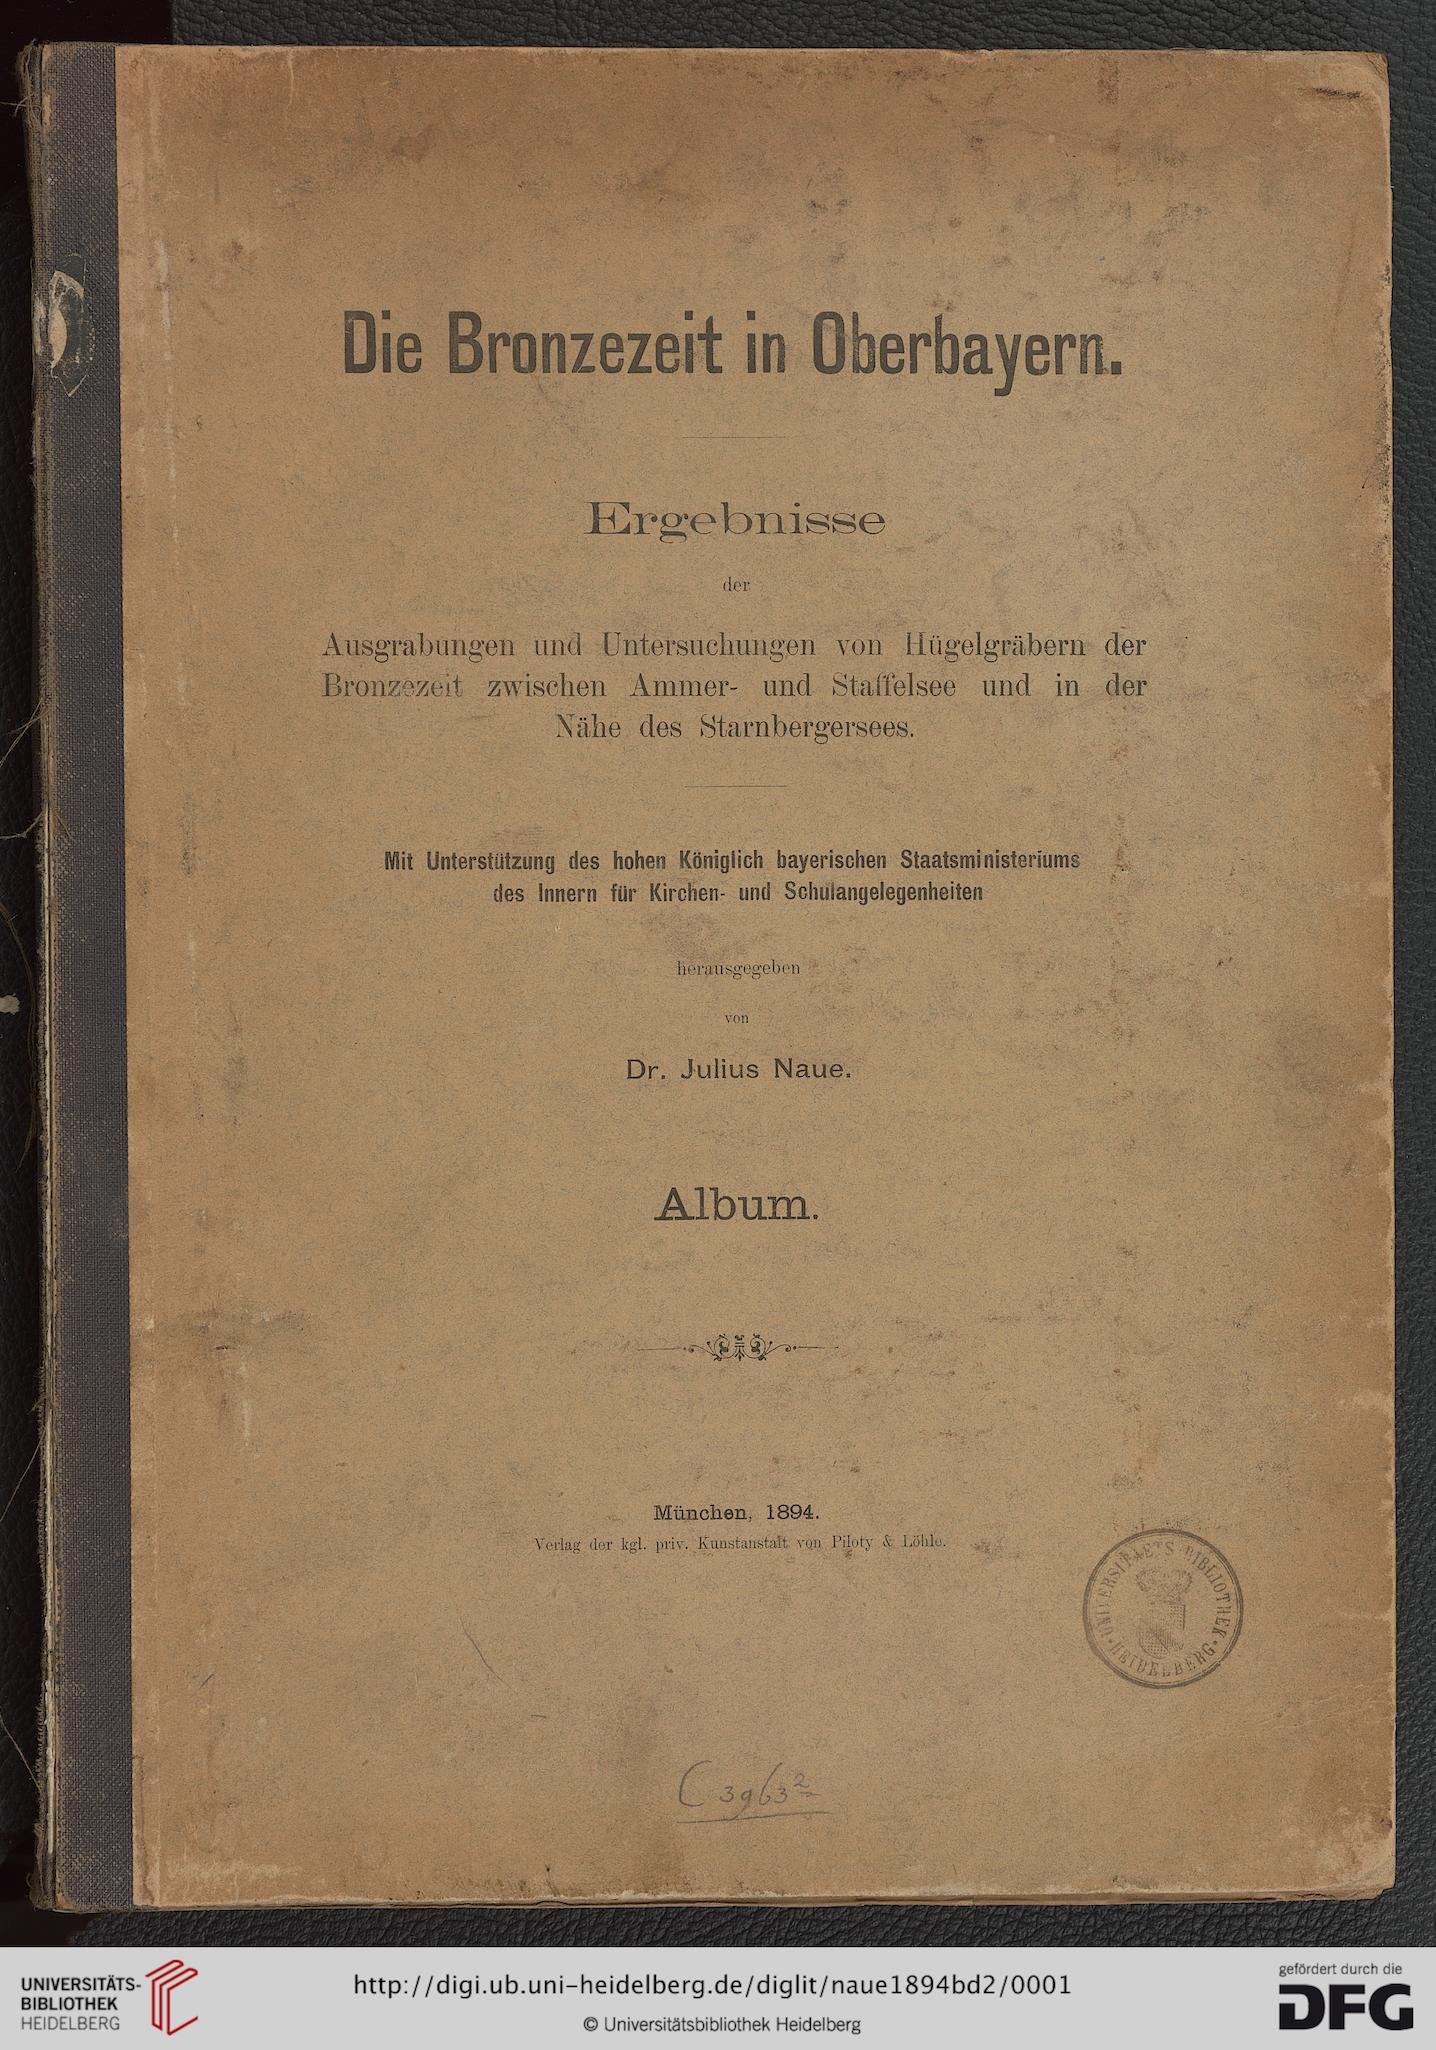 Die Bronzezeit in Oberbayern.
Ergebnisse
der
Ausgrabungen und Untersuchungen von Hügelgräbern der
Bronzezeit zwischen Ammer- und Staffelsee und in der
Nähe des Starnbergersees.
Mit Unterstützung des hohen Königlich bayerischen Staatsministeriums
des Innern für Kirchen- und Schulangelegenheiten
herausgegeben
von
Dr. Julius Naue.
Album.
München, 1894.
Verlag der kgl. priv. Kunstanstalt von Piloty & Löhle.
UNIVERSITAETS-BIBLIOTHEK
HEIDELBERG
C 3963 2
UNIVERSITÄTS-
BIBLIOTHEK
HEIDELBERG
http://digi.ub.uni-heidelberg.de/diglit/naue1894bd2/0001
© Universitätsbibliothek Heidelberg
gefördert durch die
DFG